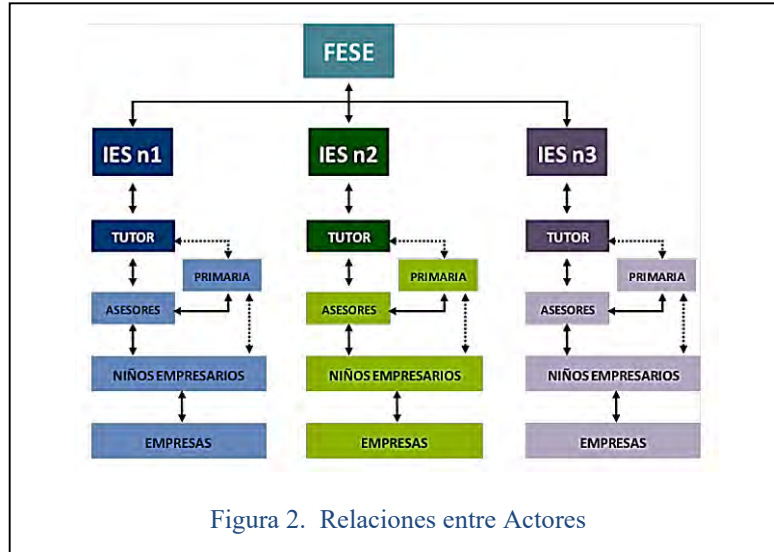 FESE
IES n1
IES n2
IES n3
TUTOR
TUTOR
TUTOR
PRIMARIA
PRIMARIA
PRIMARIA
ASESORES
ASESORES
ASESORES
NIÑOS EMPRESARIOS
NIÑOS EMPRESARIOS
NIÑOS EMPRESARIOS
EMPRESAS
EMPRESAS
EMPRESAS
Figura 2. Relaciones entre Actores